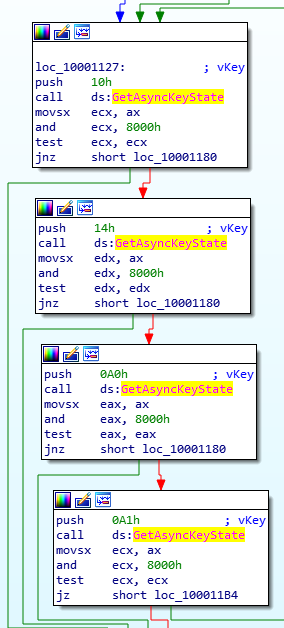 loc_10001127: ; vKey
push 10h
call ds:GetAsyncKeyState
movsx ecx, ax
and ecx, 8000h
test ecx, ecx
jnz short loc_10001180
push 14h ; vKey
call ds:GetAsyncKeyState
movsx edx, ax
and edx, 8000h
test edx, edx
jnz short loc_10001180
push 0A0h ; vKey
call ds:GetAsyncKeyState
movsx eax, ax
and eax, 8000h
test eax, eax
jnz short loc_10001180
push 0A1h ; vKey
call ds:GetAsyncKeyState
movsx ecx, ax
and ecx, 8000h
test ecx, ecx
jz short loc_100011B4